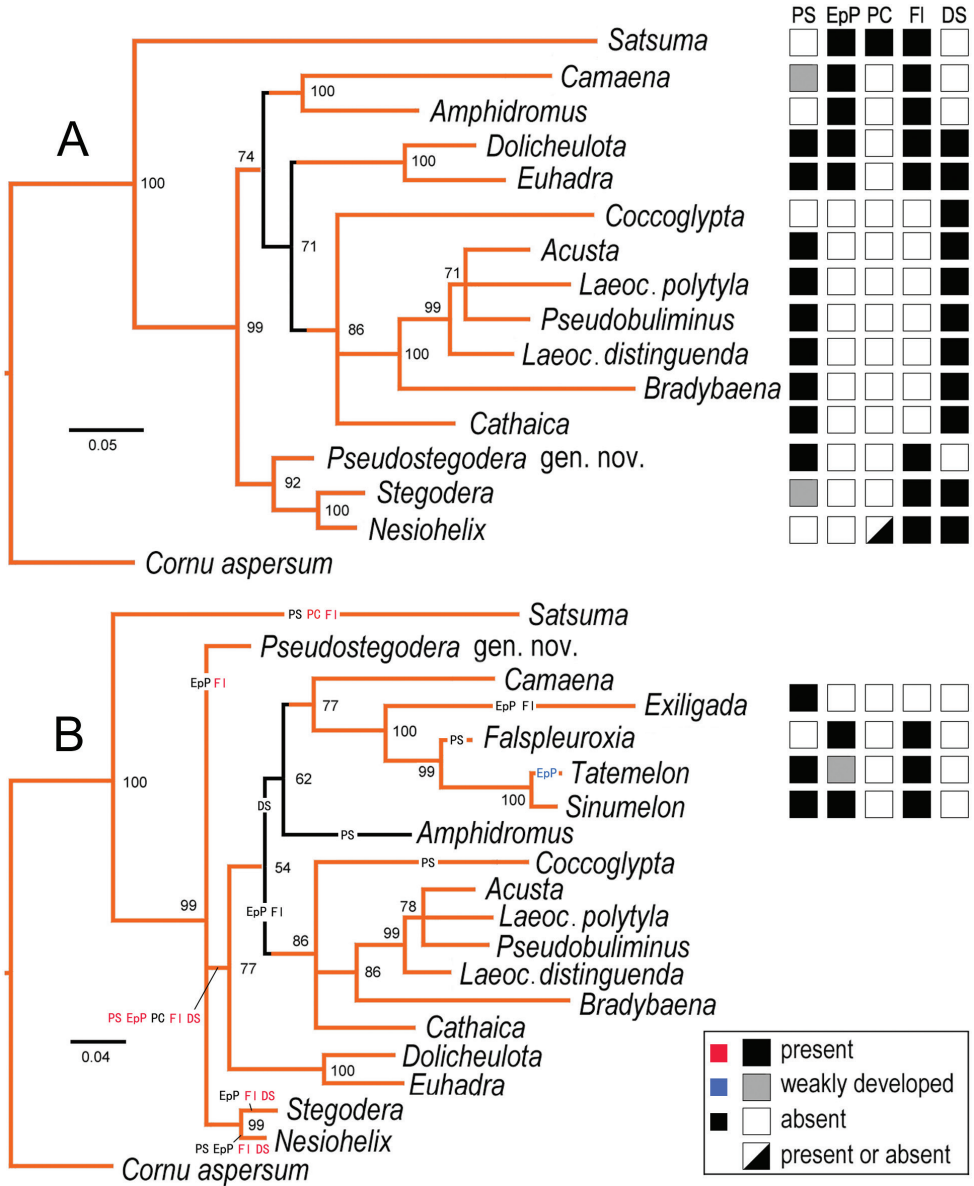 PS EpP PC Fl DS
Satsuma
Camaena
100
Amphidromus
A
Dolicheulota
74
100
Euhadra
100
Coccoglypta
71
Acusta
71
Laeoc. polytyla
99
Pseudobuliminus
99
86
100
Laeoc. distinguenda
Bradybaena
Cathaica
0.05
Pseudostegodera gen. nov.
92
Stegodera
100
Nesiohelix
Cornu aspersum
PS PC Fl
Satsuma
Pseudostegodera gen. nov.
EpP Fl
Camaena
B
77
EpP Fl
Exiligada
100
PS
Falspleuroxia
99
EpP
Tatemelon
62
100
100
Sinumelon
DS
PS
Amphidromus
54
PS
Coccoglypta
Acusta
99
EpP Fl
78
Laeoc. polytyla
86
99
Pseudobuliminus
77
86
Laeoc. distinguenda
Bradybaena
PS EpP PC Fl DS
Cathaica
0.04
Dolicheulota
100
Euhadra
EpP Fl DS
Stegodera
99
PS EpP Fl DS
Nesiohelix
Cornu aspersum
present
weakly developed
absent
present or absent